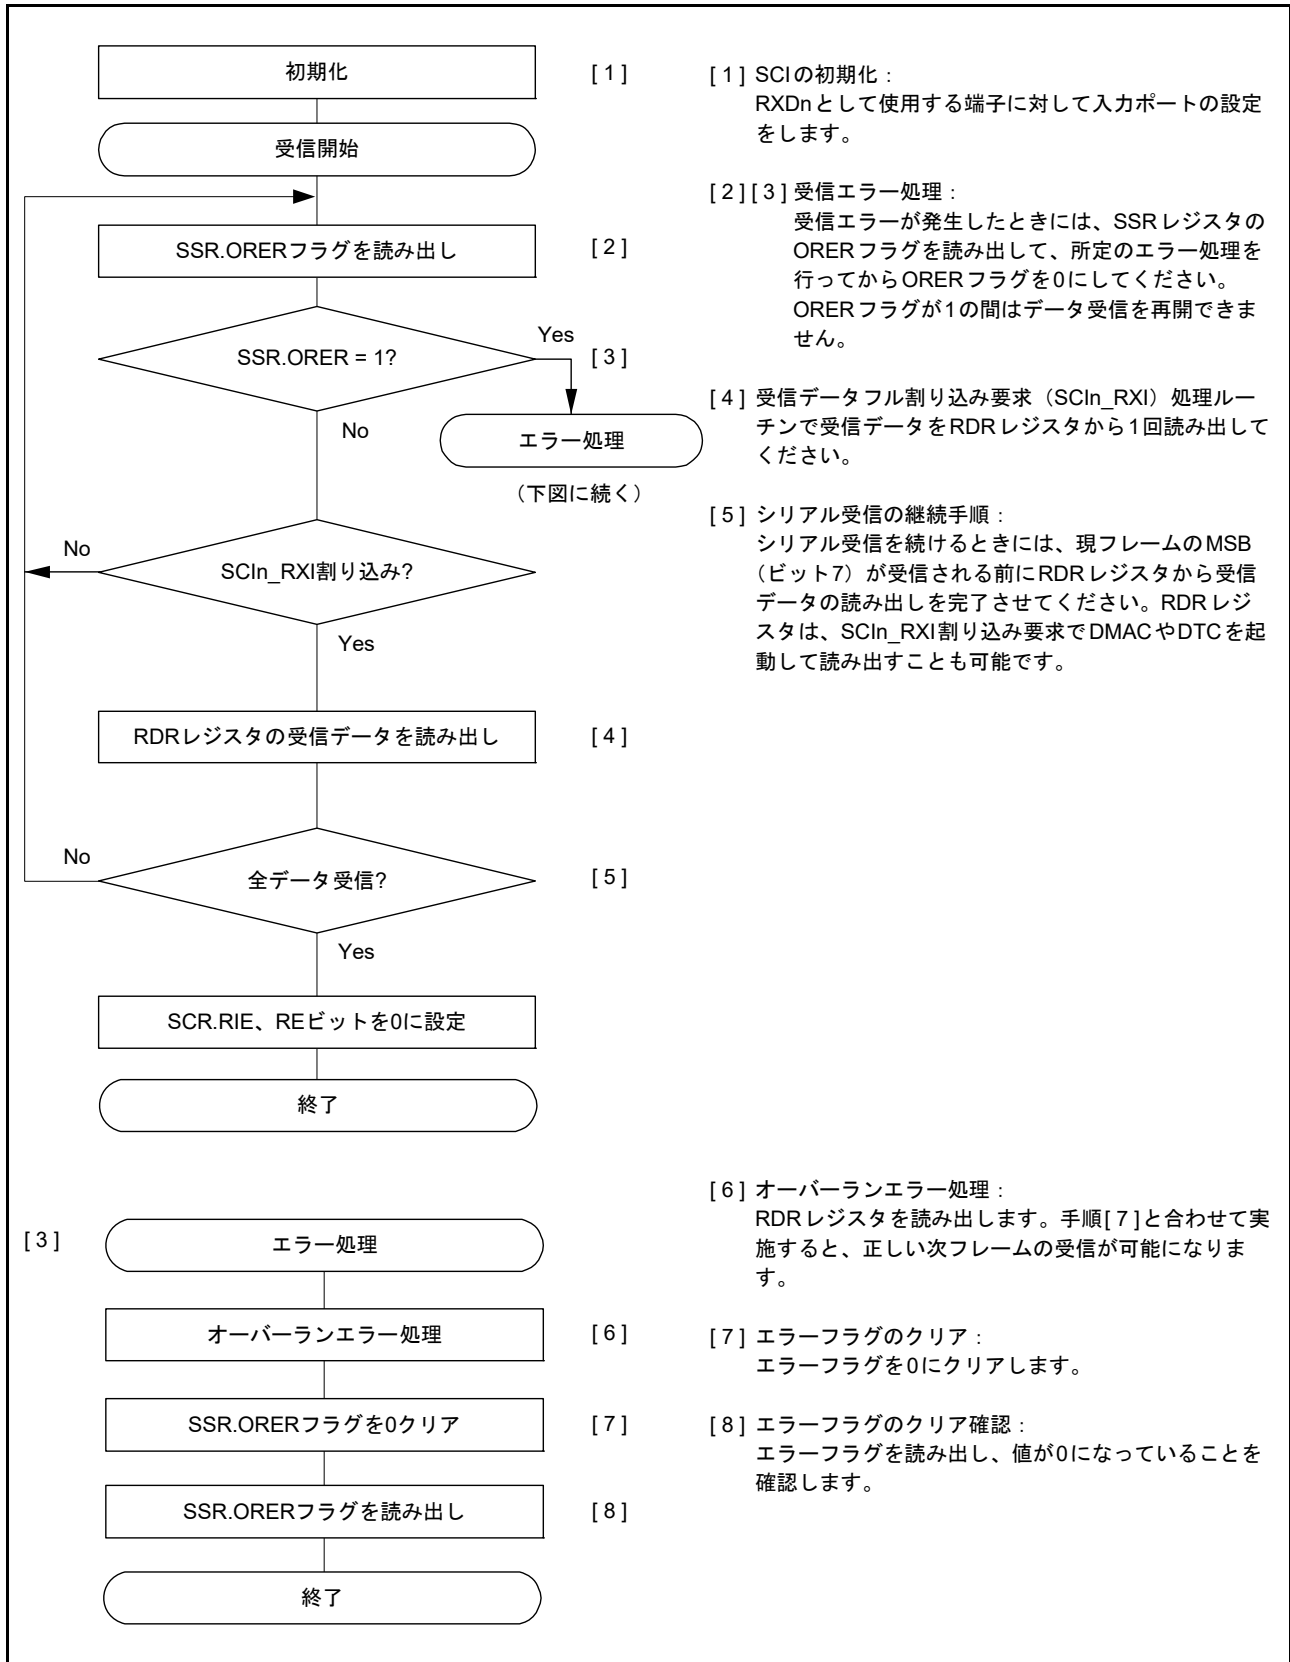 初期化
[ 1 ]
受信開始
SSR.ORERフラグを読み出し
[ 2 ]
SSR.ORER = 1?
Yes
[ 3 ]
No
エラー処理
（下図に続く）
SCIn_RXI割り込み?
No
Yes
RDRレジスタの受信データを読み出し
[ 4 ]
全データ受信?
No
[ 5 ]
Yes
SCR.RIE、REビットを0に設定
終了
[ 1 ] SCIの初期化：
RXDnとして使用する端子に対して入力ポートの設定
をします。
[ 2 ][ 3 ] 受信エラー処理：
受信エラーが発生したときには、SSRレジスタの
ORERフラグを読み出して、所定のエラー処理を
行ってからORERフラグを0にしてください。
ORERフラグが1の間はデータ受信を再開できま
せん。
[ 4 ] 受信データフル割り込み要求（SCIn_RXI）処理ルー
チンで受信データをRDRレジスタから1回読み出して
ください。
[ 5 ] シリアル受信の継続手順：
シリアル受信を続けるときには、現フレームのMSB
（ビット7）が受信される前にRDRレジスタから受信
データの読み出しを完了させてください。RDRレジ
スタは、SCIn_RXI割り込み要求でDMACやDTCを起
動して読み出すことも可能です。
[ 3 ]
エラー処理
オーバーランエラー処理
[ 6 ]
SSR.ORERフラグを0クリア
[ 7 ]
SSR.ORERフラグを読み出し
[ 8 ]
終了
[ 6 ] オーバーランエラー処理：
RDRレジスタを読み出します。手順[ 7 ]と合わせて実
施すると、正しい次フレームの受信が可能になりま
す。
[ 7 ] エラーフラグのクリア：
エラーフラグを0にクリアします。
[ 8 ] エラーフラグのクリア確認：
エラーフラグを読み出し、値が0になっていることを
確認します。